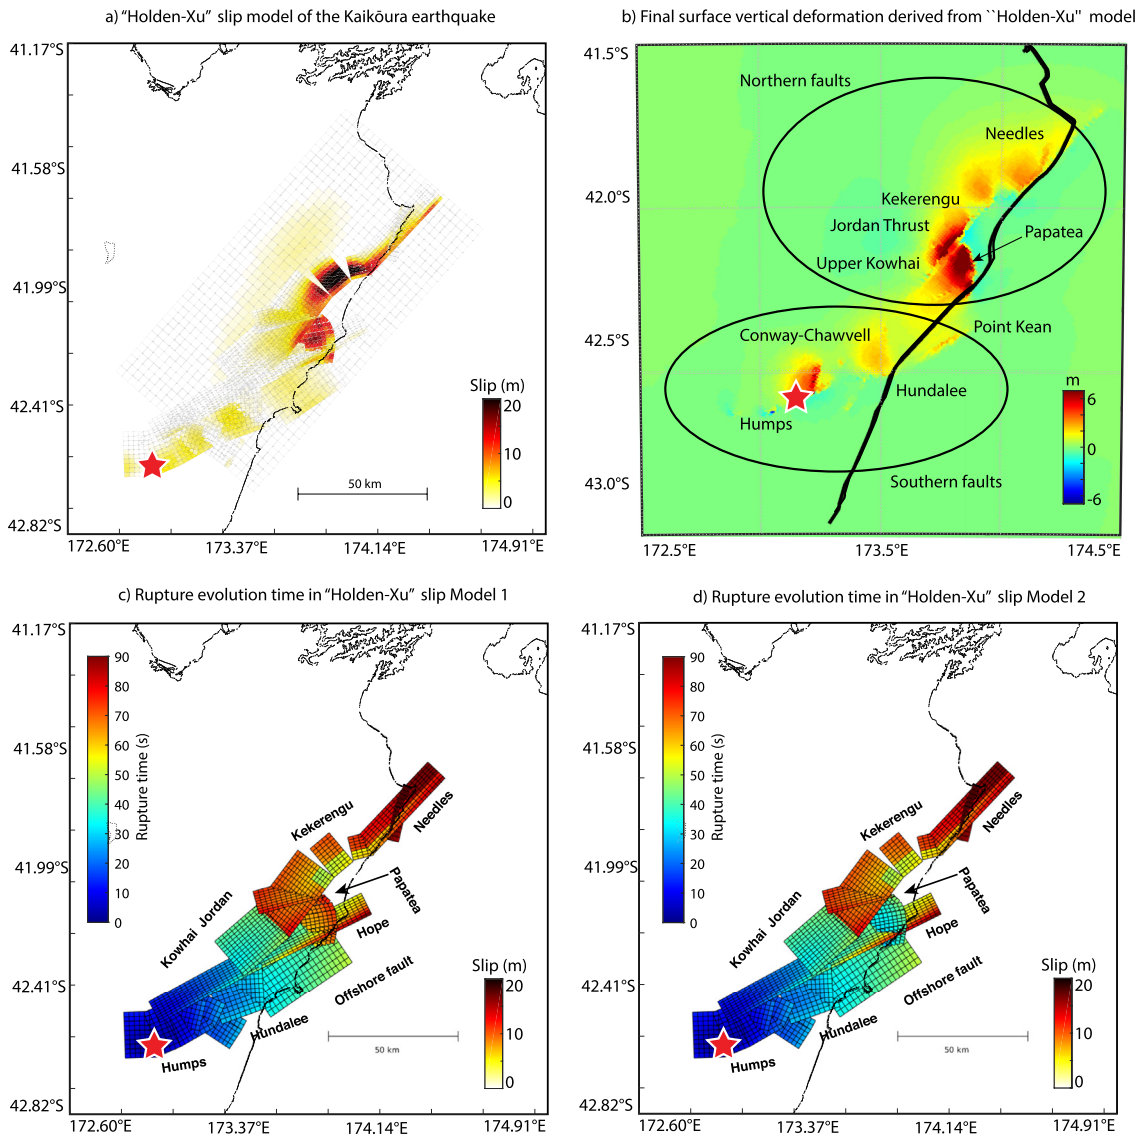 a) “Holden-Xu” slip model of the Kaikōura earthquake
41.17°S
41.58°S
41.99°S
42.41°S
42.82°S
172.60°E
173.37°E
174.14°E
174.91°E
Slip (m)
20
10
0
50 km
b) Final surface vertical deformation derived from ``Holden-Xu" model
41.5°S
42.0°S
42.5°S
43.0°S
172.5°E
173.5°E
174.5°E
Northern faults
Needles
Kekerengu
Jordan Thrust
Papatea
Upper Kowhai
Point Kean
Conway-Chawvell
Hundalee
Humps
Southern faults
m
6
0
-6
c) Rupture evolution time in “Holden-Xu” slip Model 1
41.17°S
41.58°S
41.99°S
42.41°S
42.82°S
172.60°E
173.37°E
174.14°E
174.91°E
90
80
70
60
50
40
30
20
10
0
Rupture time (s)
Kekerengu
Needles
Papatea
Kowhai Jordan
Hope
Offshore fault
Hundalee
Humps
Slip (m)
20
10
0
50 km
d) Rupture evolution time in “Holden-Xu” slip Model 2
41.17°S
41.58°S
41.99°S
42.41°S
42.82°S
172.60°E
173.37°E
174.14°E
174.91°E
90
80
70
60
50
40
30
20
10
0
Rupture time (s)
Kekerengu
Needles
Papatea
Kowhai Jordan
Hope
Offshore fault
Hundalee
Humps
Slip (m)
20
10
0
50 km